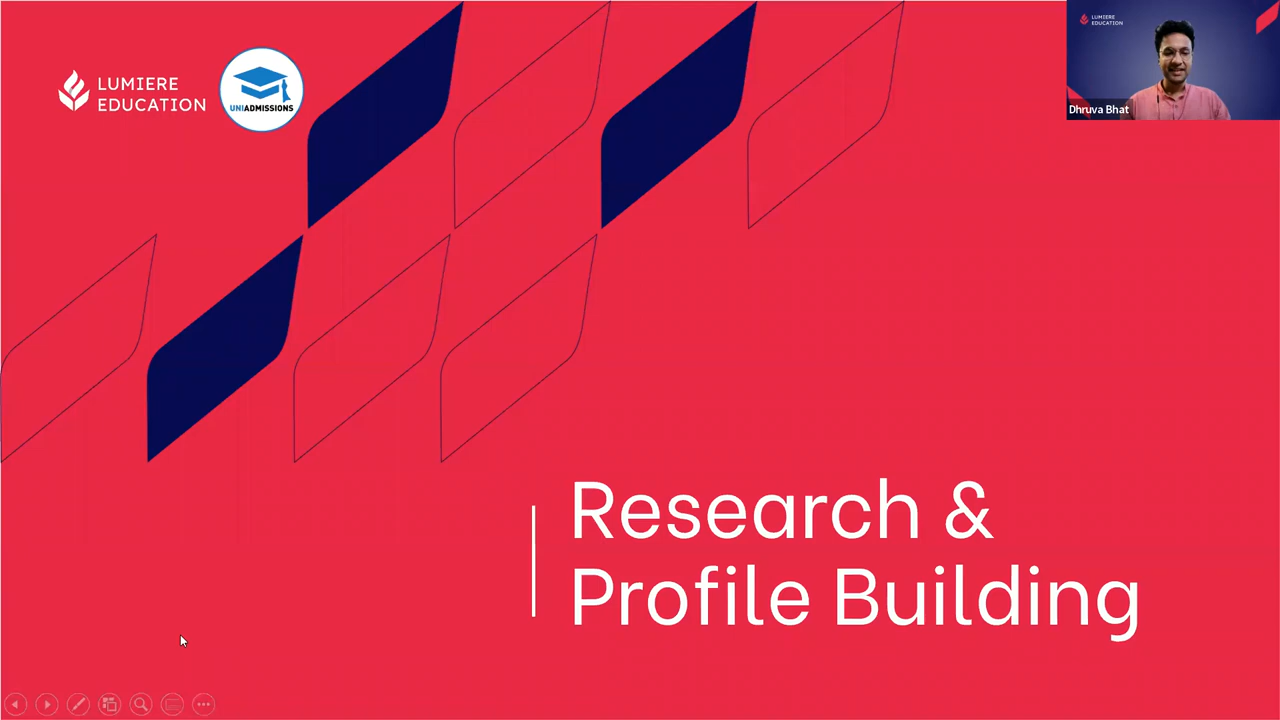 LUMIERE
EDUCATION
UNIADMISSIONS
LUMIERE
EDUCATION
Dhruva Bhat
Research &
Profile Building